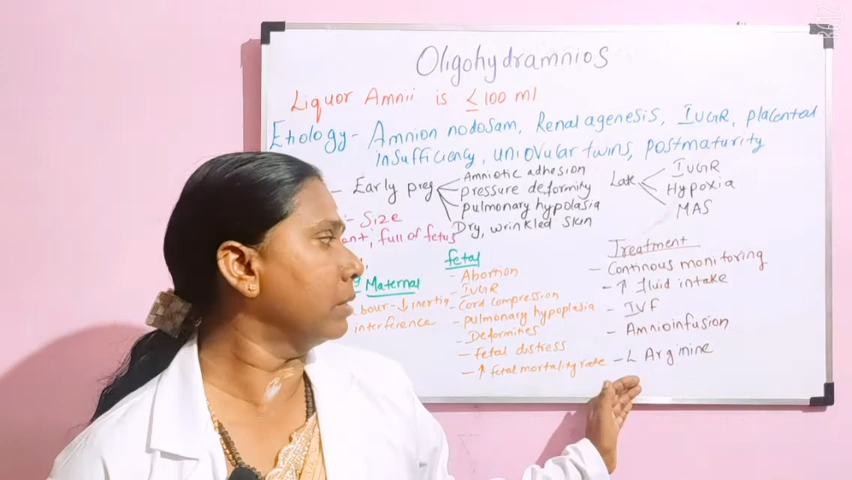 Oligohydramnios
Liquor Amnii is ≤100 ml
Etiology- Amnion nodosam, Renal agenesis, IUGR, placental
insufficiency, uniovular twins, postmaturity
- Early preg
Amniotic adhesion
pressure deformity
pulmonary hypolasia
Dry, wrinkled skin
Late
IUGR
Hypoxia
MAS
:- Size
full of fetus
Maternal
bour-↓ inertia
interference
fetal
- Abortion
- IUGR
- Cord compression
- pulmonary hypoplasia
- Deformities
- fetal distress
- ↑ fetal mortality rate
Treatment
- Continous monitoring
- ↑ fluid intake
- IVF
- Amnioinfusion
- L Arginine